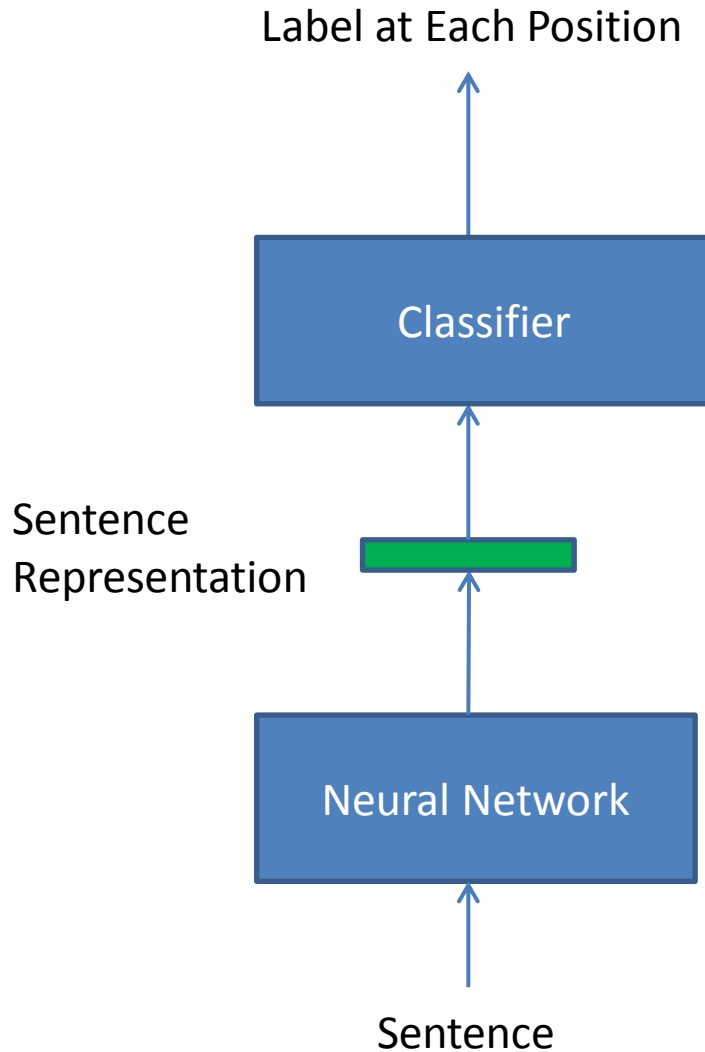 Label at Each Position
Classifier
Sentence
Representation
Neural Network
Sentence